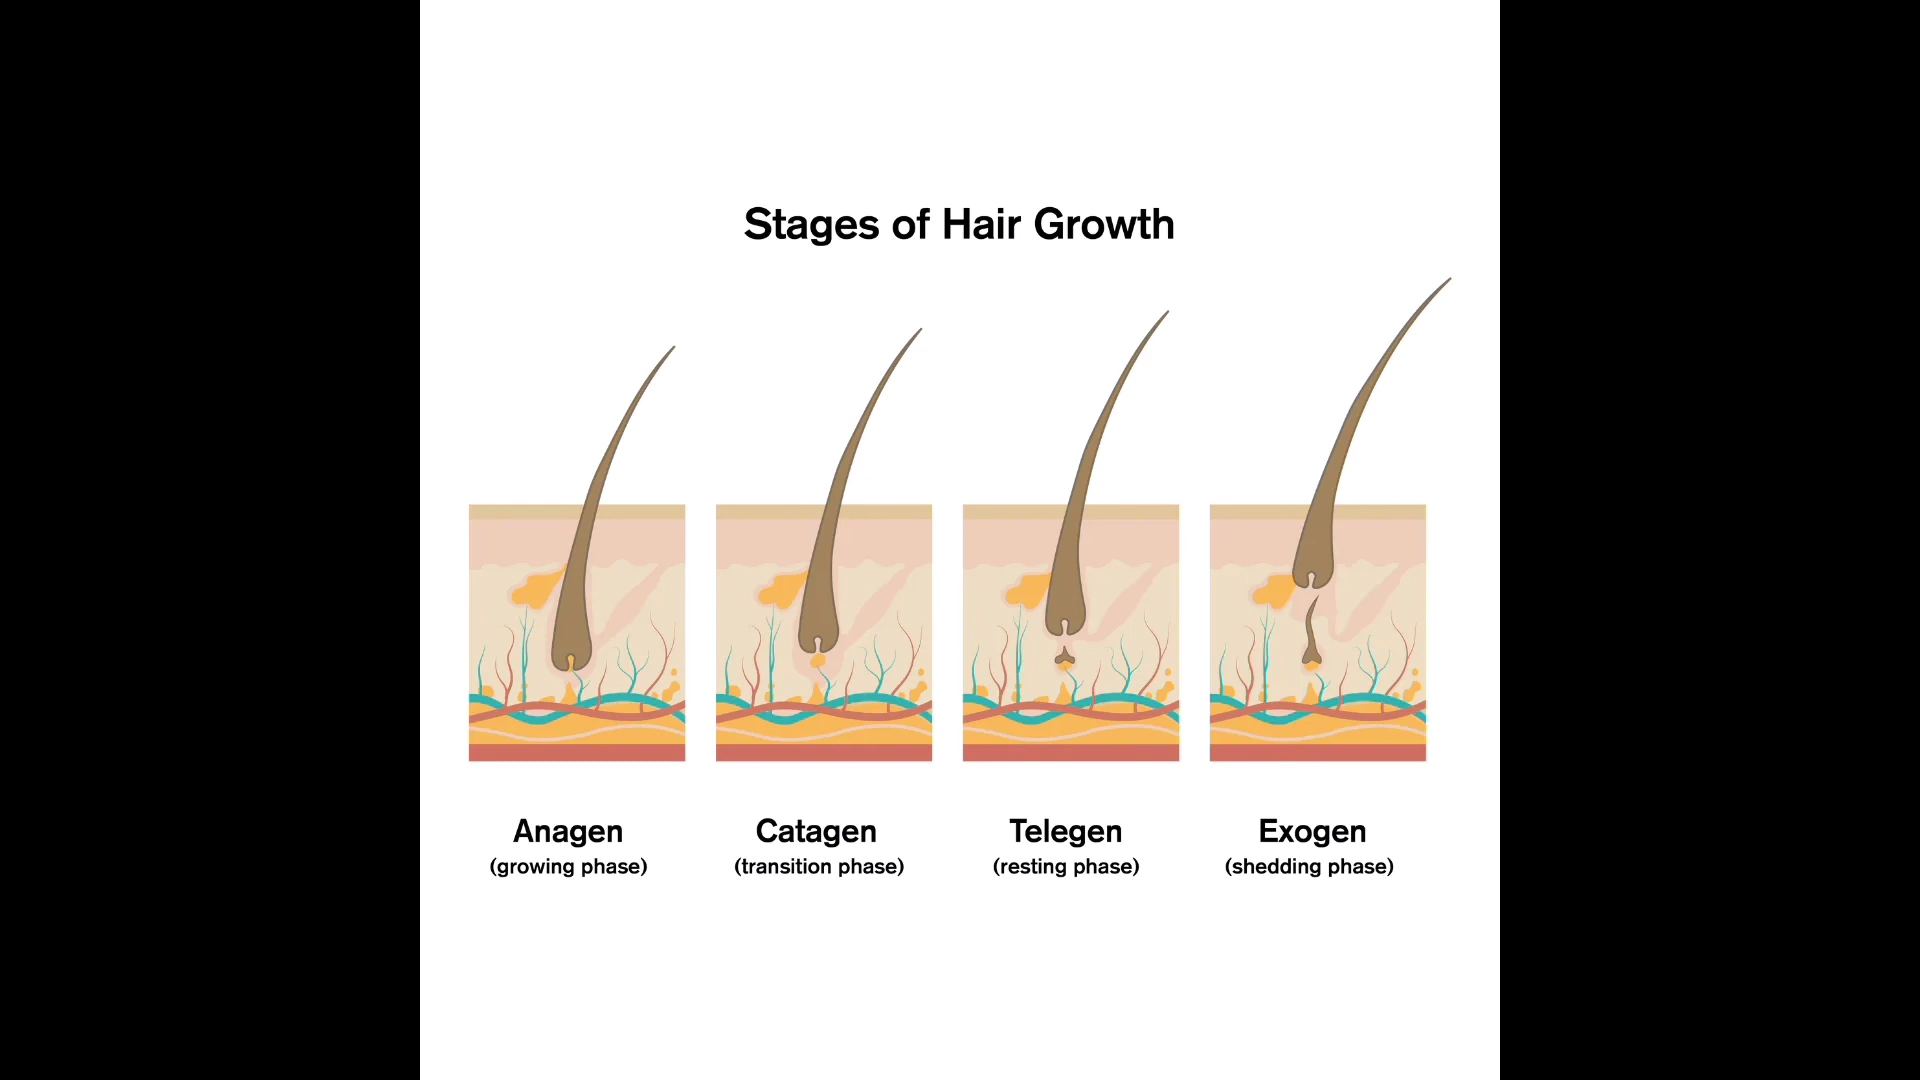 Stages of Hair Growth
Anagen
(growing phase)
Catagen
(transition phase)
Telegen
(resting phase)
Exogen
(shedding phase)